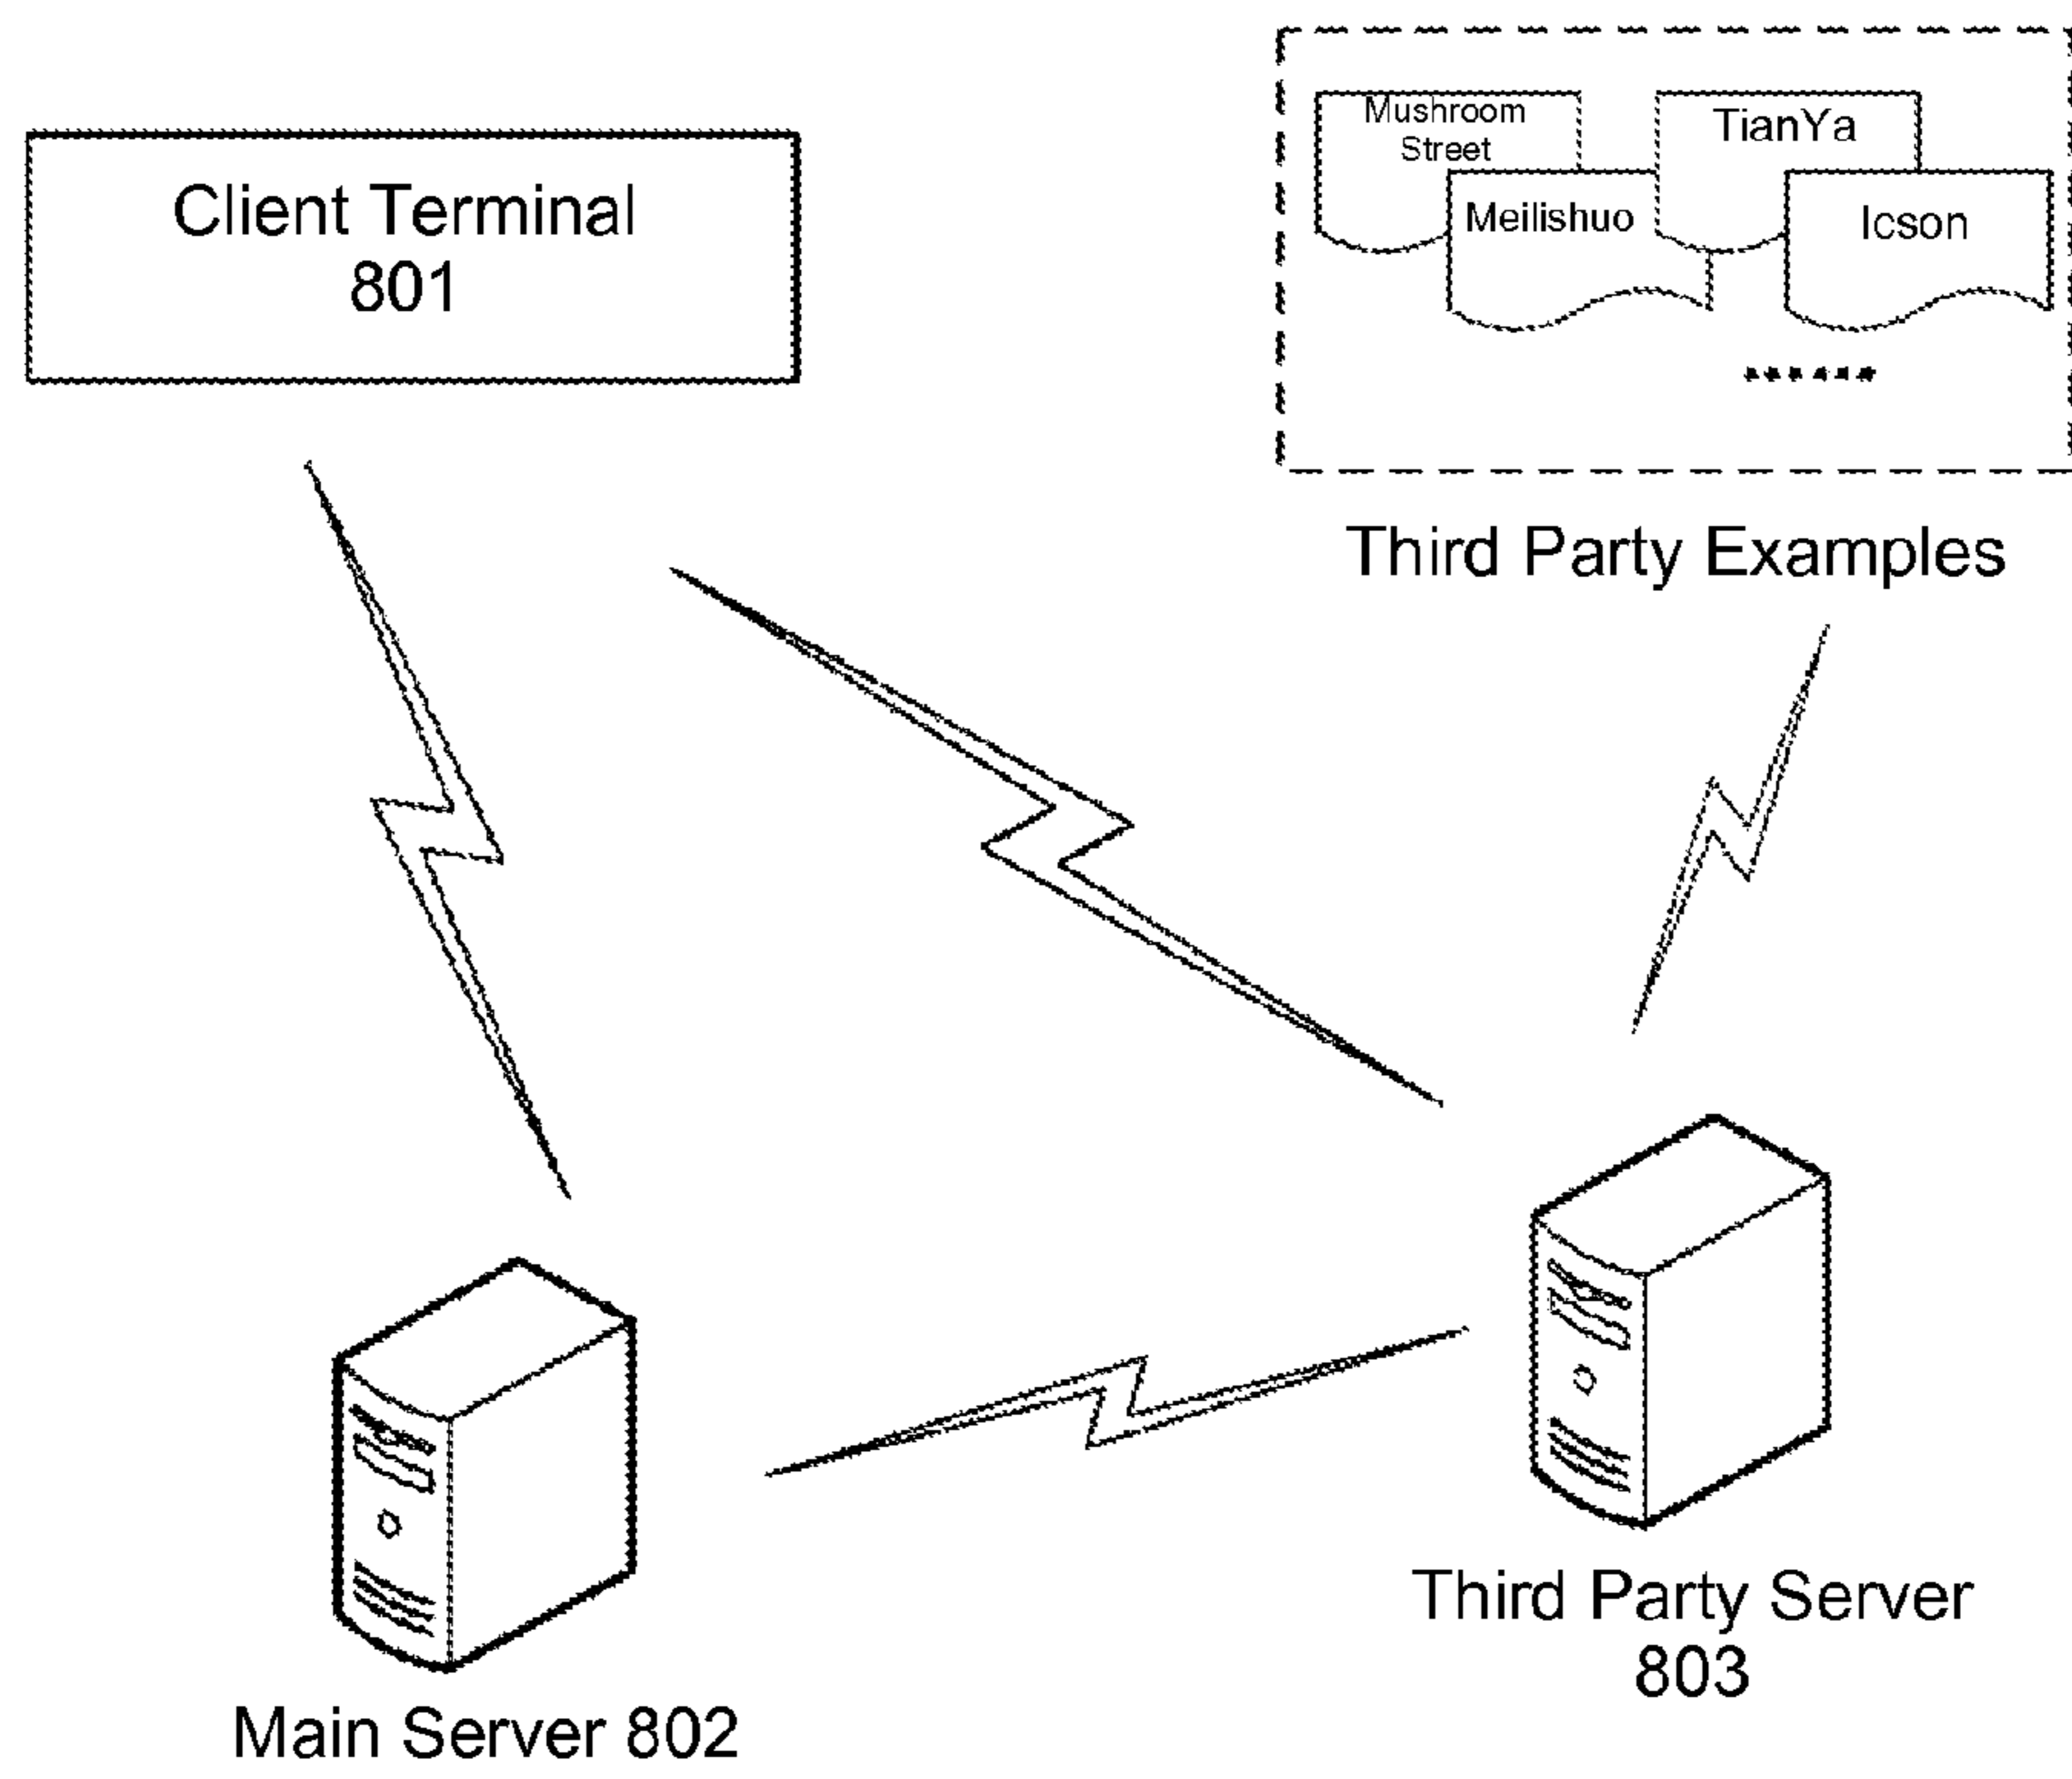 Client Terminal
801
Mushroom
Street
TianYa
Meilishuo
Icson
......
Third Party Examples
Third Party Server
803
Main Server 802